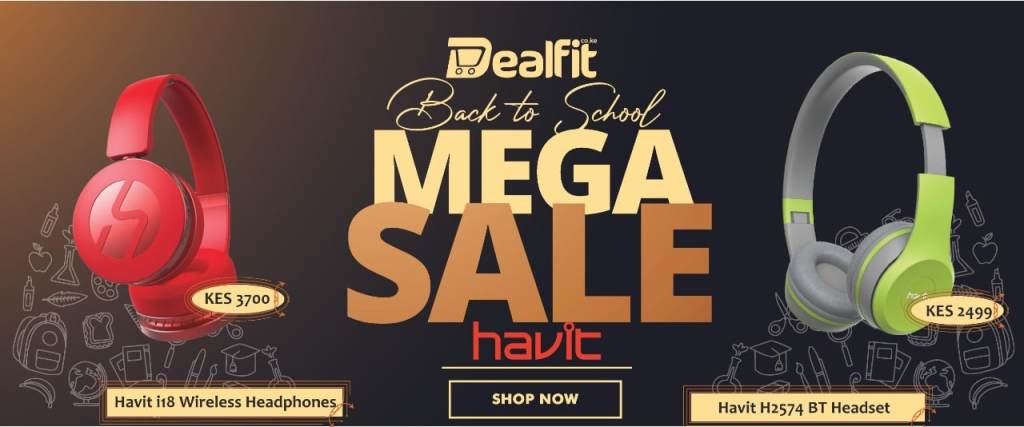 Dealfit
co.ke
Back to School
MEGA
SALE
havit
SHOP NOW
KES 3700
Havit i18 Wireless Headphones
KES 2499
Havit H2574 BT Headset